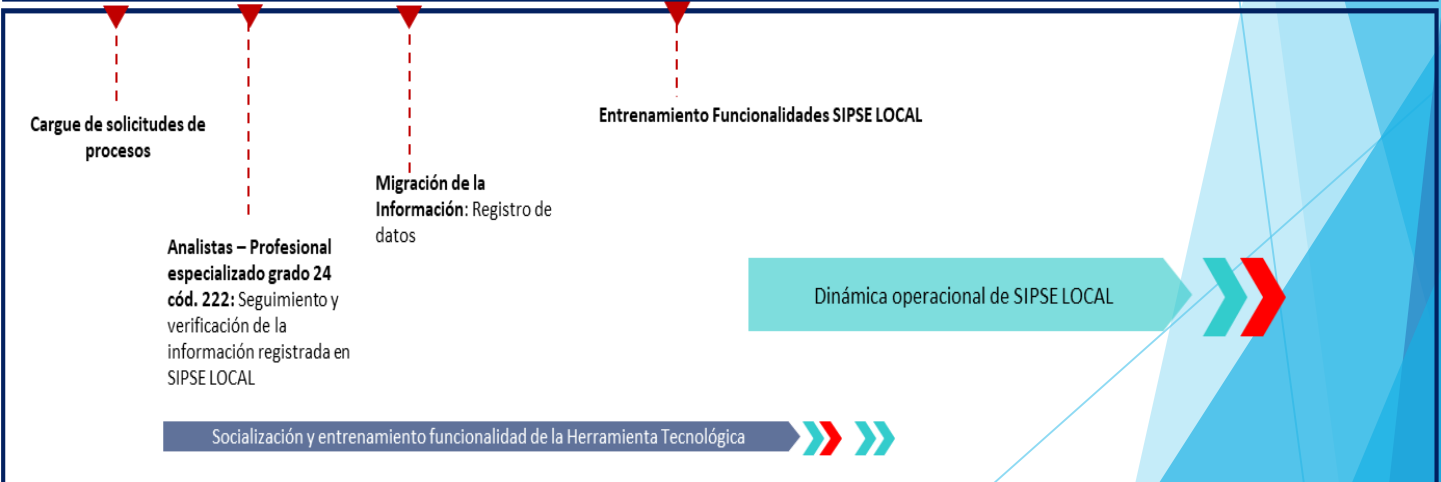 Cargue de solicitudes de
procesos
Analistas – Profesional
especializado grado 24
cód. 222: Seguimiento y
verificación de la
información registrada en
SIPSE LOCAL
Migración de la
Información: Registro de
datos
Entrenamiento Funcionalidades SIPSE LOCAL
Dinámica operacional de SIPSE LOCAL
Socialización y entrenamiento funcionalidad de la Herramienta Tecnológica